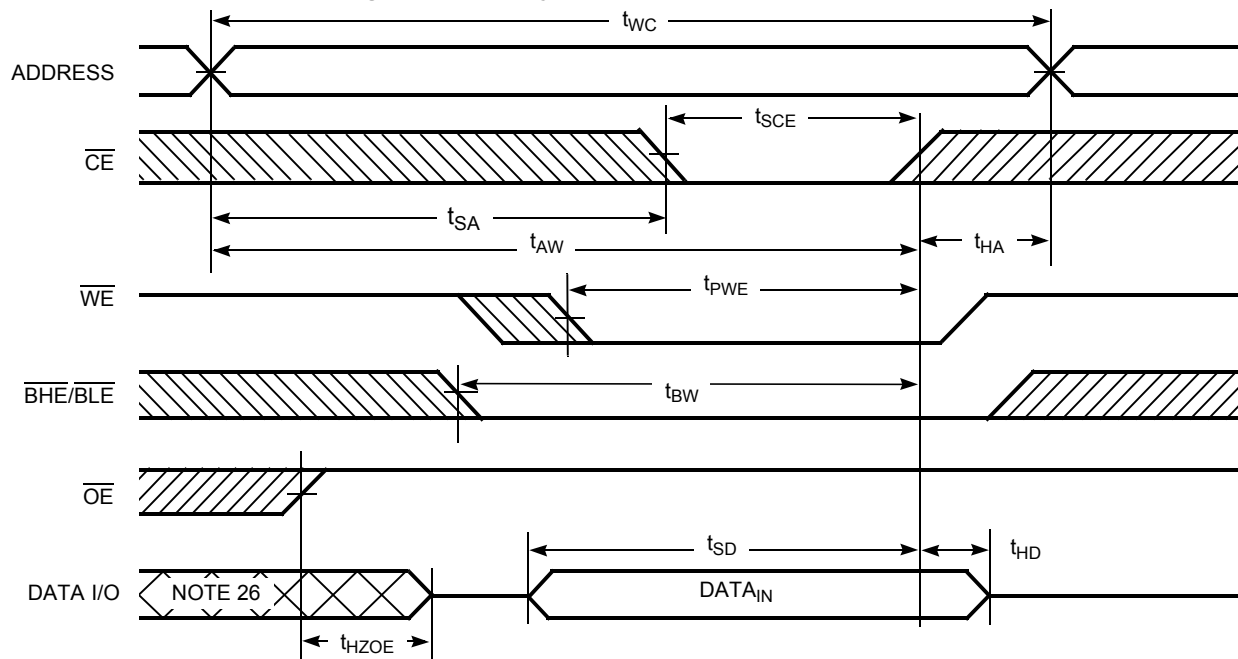 tWC
ADDRESS
tSCE
CE
tSA
tAW
tHA
WE
tPWE
BHE/BLE
tBW
OE
tSD
tHD
DATA I/O
NOTE 26
DATAIN
tHZOE